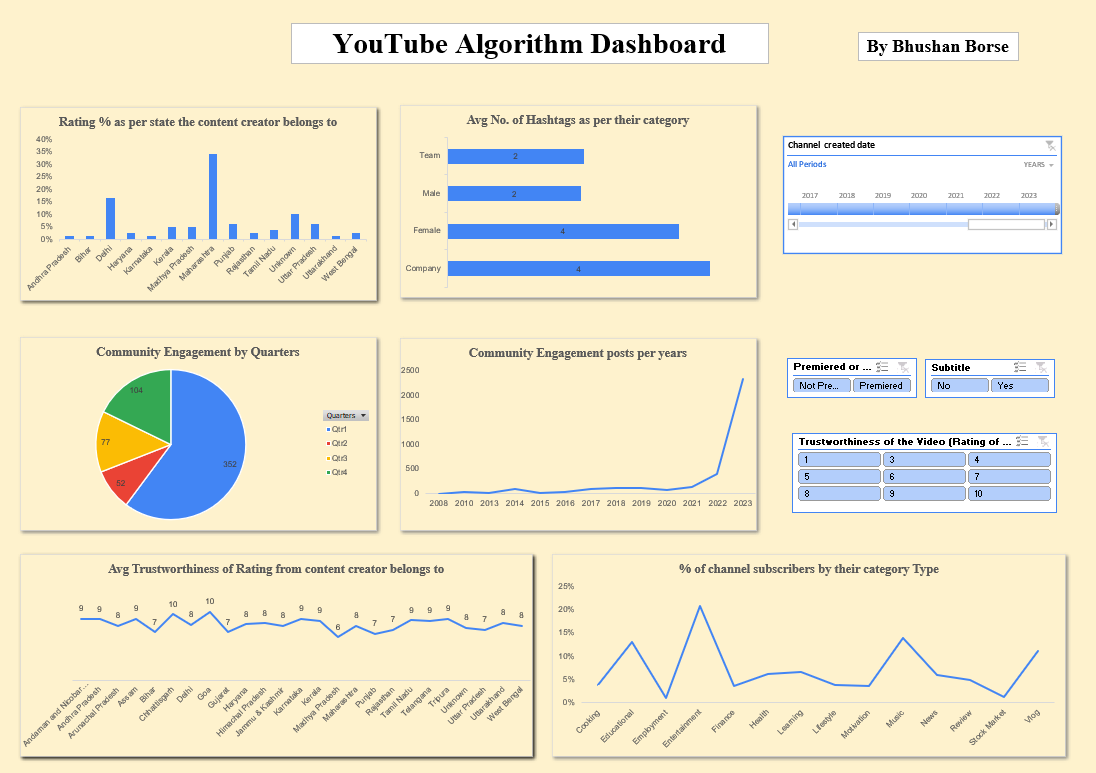 YouTube Algorithm Dashboard
By Bhushan Borse
Rating % as per state the content creator belongs to
40%
35%
30%
25%
20%
15%
10%
5%
0%
Andhra Pradesh
Bihar
Delhi
Haryana
Karnataka
Kerala
Madhya Pradesh
Maharashtra
Punjab
Rajasthan
Tamil Nadu
Unknown
Uttar Pradesh
Uttarakhand
West Bengal
Avg No. of Hashtags as per their category
Team 2
Male 2
Female 4
Company 4
Channel created date
All Periods YEARS
2017 2018 2019 2020 2021 2022 2023
Community Engagement by Quarters
104
77
52
352
Quarters
Qtr1
Qtr2
Qtr3
Qtr4
Community Engagement posts per years
2500
2000
1500
1000
500
0
2008 2010 2013 2014 2015 2016 2017 2018 2019 2020 2021 2022 2023
Premiered or ...
Not Pre... Premiered
Subtitle
No Yes
Trustworthiness of the Video (Rating of ...
1 3 4
5 6 7
8 9 10
Avg Trustworthiness of Rating from content creator belongs to
9 9 8 9 7 10 8 10 7 8 8 8 9 9 6 8 7 7 9 9 9 8 7 8 8
Andaman and Nicobar...
Andhra Pradesh
Arunachal Pradesh
Assam
Bihar
Chhattisgarh
Delhi
Goa
Gujarat
Haryana
Himachal Pradesh
Jammu & Kashmir
Karnataka
Kerala
Madhya Pradesh
Maharashtra
Punjab
Rajasthan
Tamil Nadu
Telangana
Tripura
Unknown
Uttar Pradesh
Uttarakhand
West Bengal
% of channel subscribers by their category Type
25%
20%
15%
10%
5%
0%
Cooking
Educational
Employment
Entertainment
Finance
Health
Learning
Lifestyle
Motivation
Music
News
Review
Stock Market
Vlog